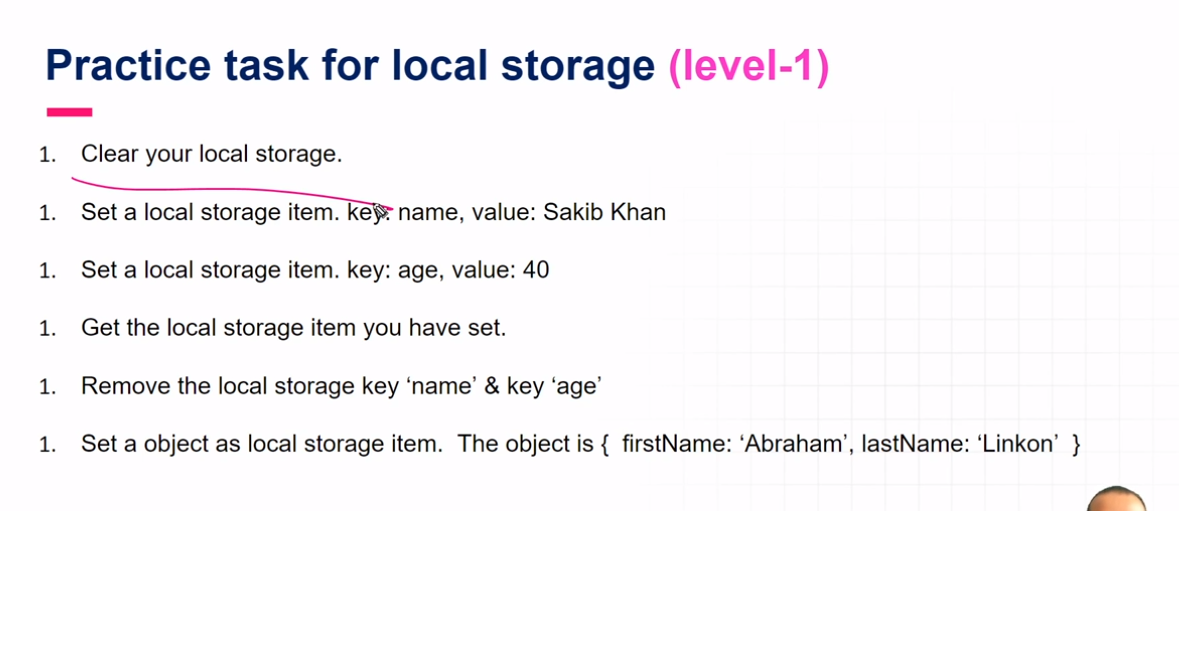 Practice task for local storage (level-1)
1. Clear your local storage.
1. Set a local storage item. key: name, value: Sakib Khan
1. Set a local storage item. key: age, value: 40
1. Get the local storage item you have set.
1. Remove the local storage key ‘name’ & key ‘age’
1. Set a object as local storage item.  The object is {  firstName: ‘Abraham’, lastName: ‘Linkon’  }